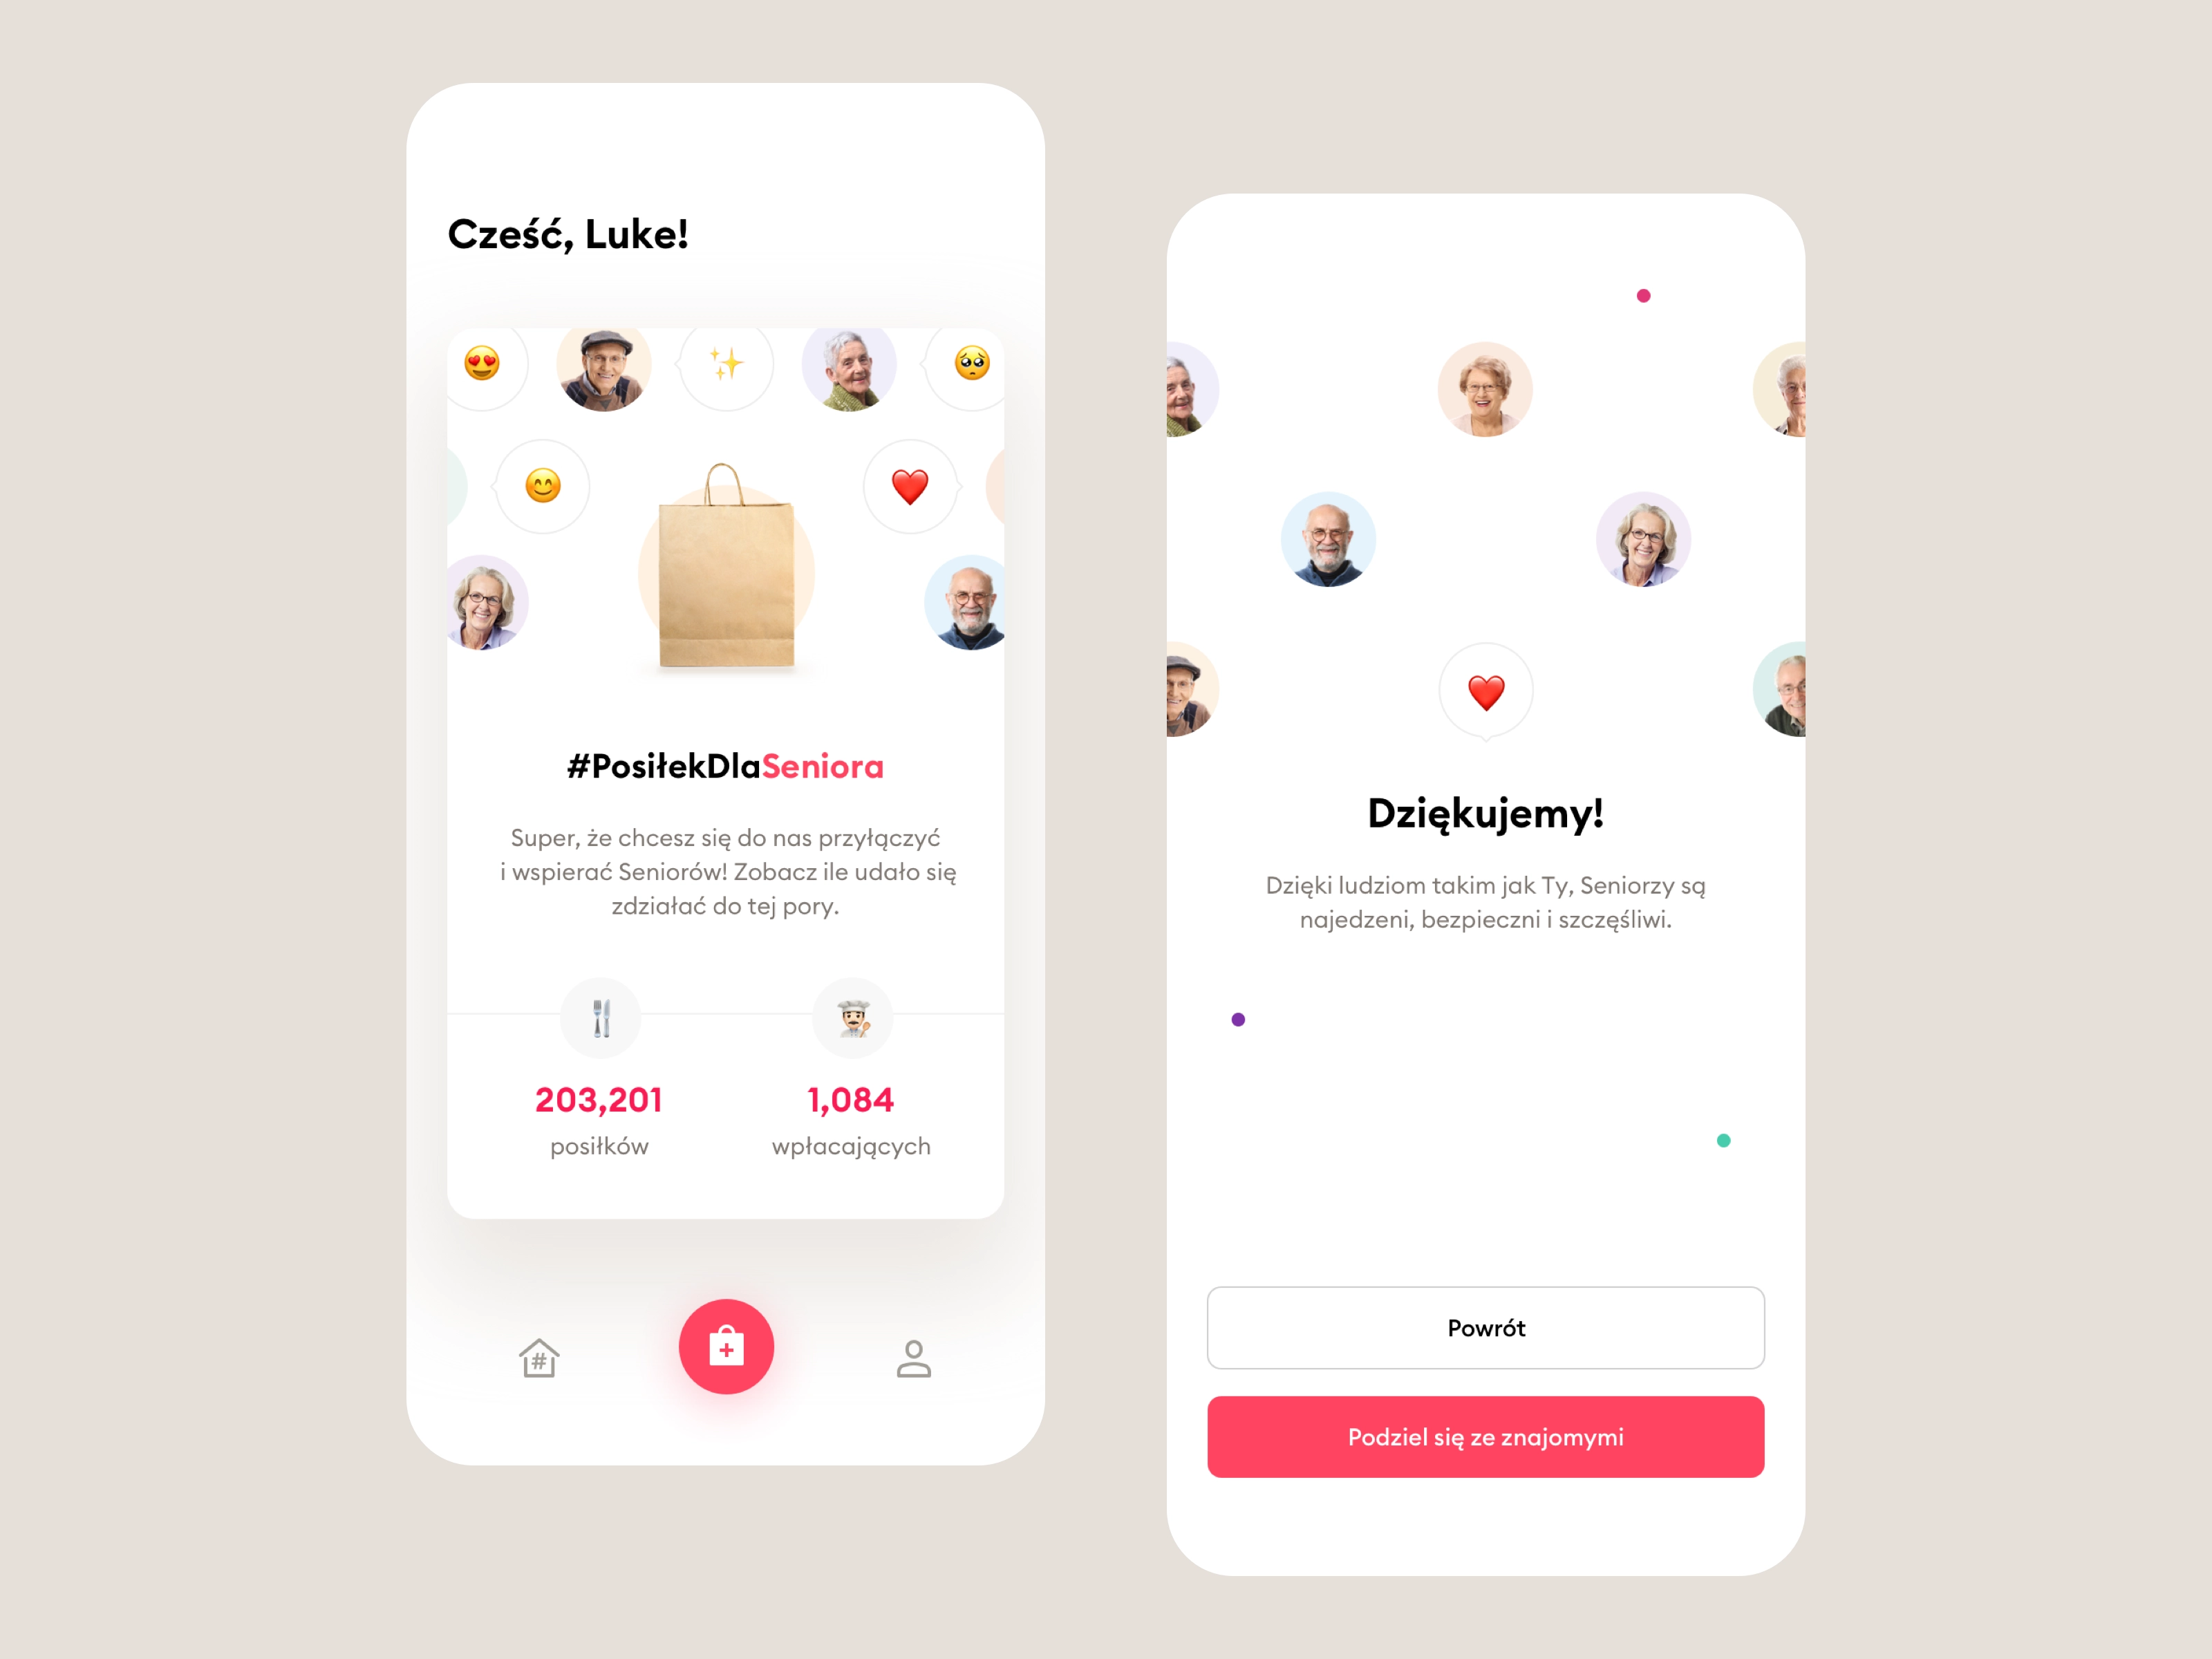 Cześć, Luke!
#PosiłekDlaSeniora
Super, że chcesz się do nas przyłączyć
i wspierać Seniorów! Zobacz ile udało się
zdziałać do tej pory.
203,201
posiłków
1,084
wpłacających
#
Dziękujemy!
Dzięki ludziom takim jak Ty, Seniorzy są
najedzeni, bezpieczni i szczęśliwi.
Powrót
Podziel się ze znajomymi